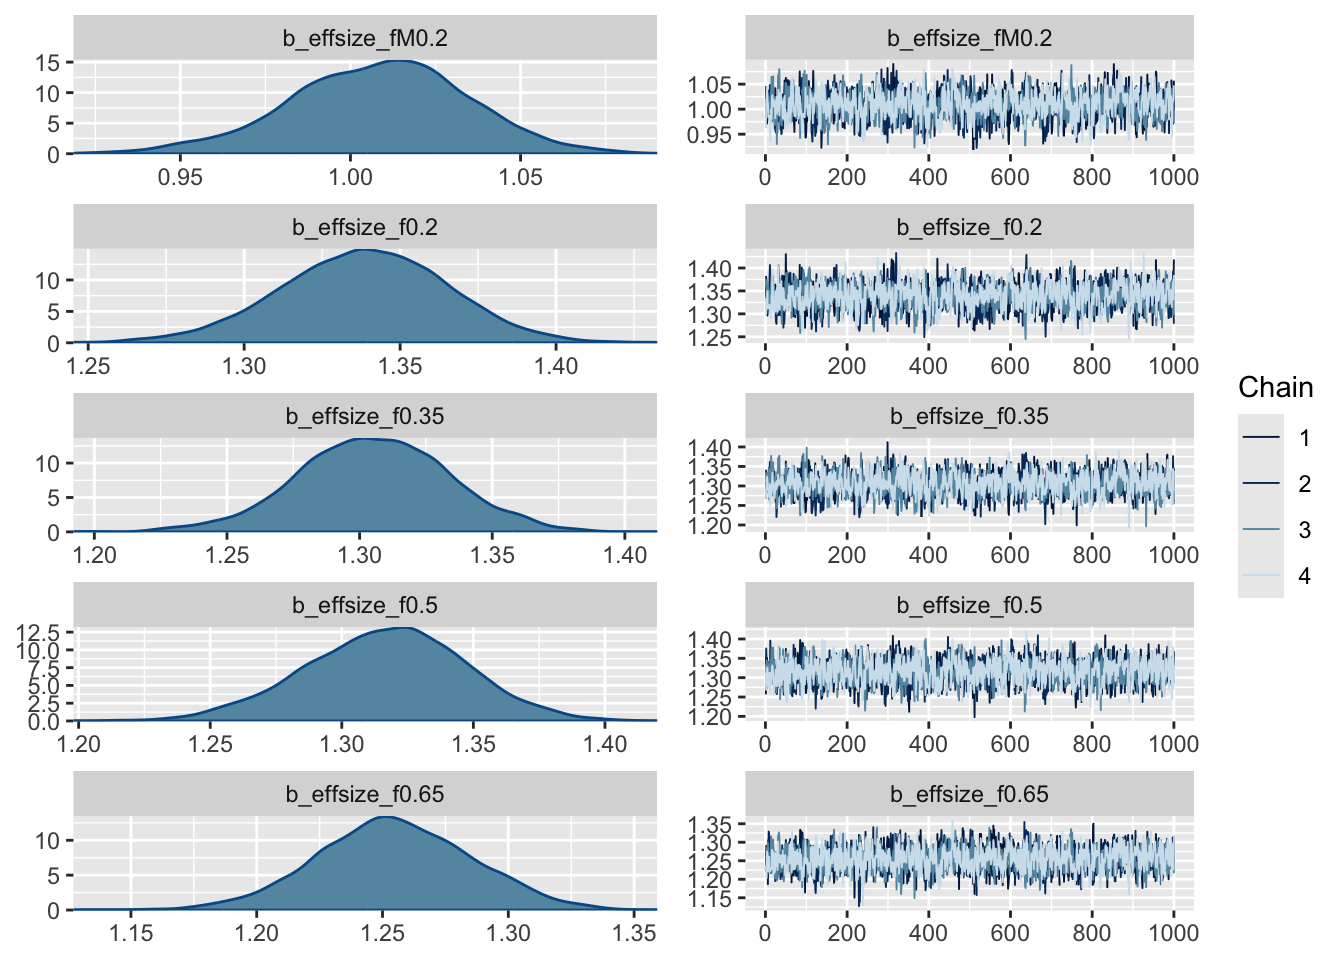 b_effsize_fM0.2
15
10
5
0
0.95 1.00 1.05
b_effsize_fM0.2
1.05
1.00
0.95
0 200 400 600 800 1000
b_effsize_f0.2
10
5
0
1.25 1.30 1.35 1.40
b_effsize_f0.2
1.40
1.35
1.30
1.25
0 200 400 600 800 1000
b_effsize_f0.35
10
5
0
1.20 1.25 1.30 1.35 1.40
b_effsize_f0.35
1.40
1.35
1.30
1.25
1.20
0 200 400 600 800 1000
b_effsize_f0.5
12.5
10.0
7.5
5.0
2.5
0.0
1.20 1.25 1.30 1.35 1.40
b_effsize_f0.5
1.40
1.35
1.30
1.25
1.20
0 200 400 600 800 1000
b_effsize_f0.65
10
5
0
1.15 1.20 1.25 1.30 1.35
b_effsize_f0.65
1.35
1.30
1.25
1.20
1.15
0 200 400 600 800 1000
Chain
1
2
3
4